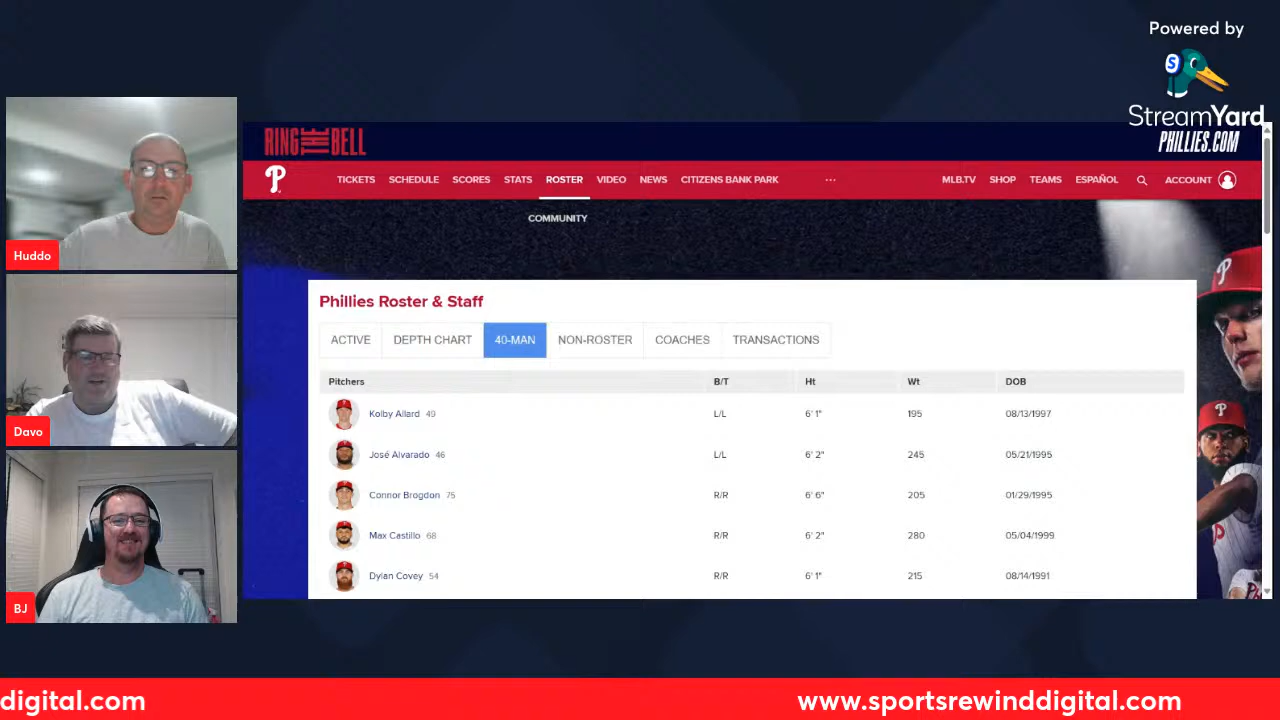 Powered by
S
StreamYard
RING THE BELL
PHILLIES.COM
P
TICKETS SCHEDULE SCORES STATS ROSTER VIDEO NEWS CITIZENS BANK PARK ... MLB.TV SHOP TEAMS ESPAÑOL ACCOUNT
COMMUNITY
Huddo
Phillies Roster & Staff
ACTIVE DEPTH CHART 40-MAN NON-ROSTER COACHES TRANSACTIONS
Pitchers B/T Ht Wt DOB
Kolby Allard 49 L/L 6' 1" 195 08/13/1997
Davo
José Alvarado 46 L/L 6' 2" 245 05/21/1995
Connor Brogdon 75 R/R 6' 6" 205 01/29/1995
Max Castillo 68 R/R 6' 2" 280 05/04/1999
Dylan Covey 54 R/R 6' 1" 215 08/14/1991
BJ
digital.com www.sportsrewinddigital.com